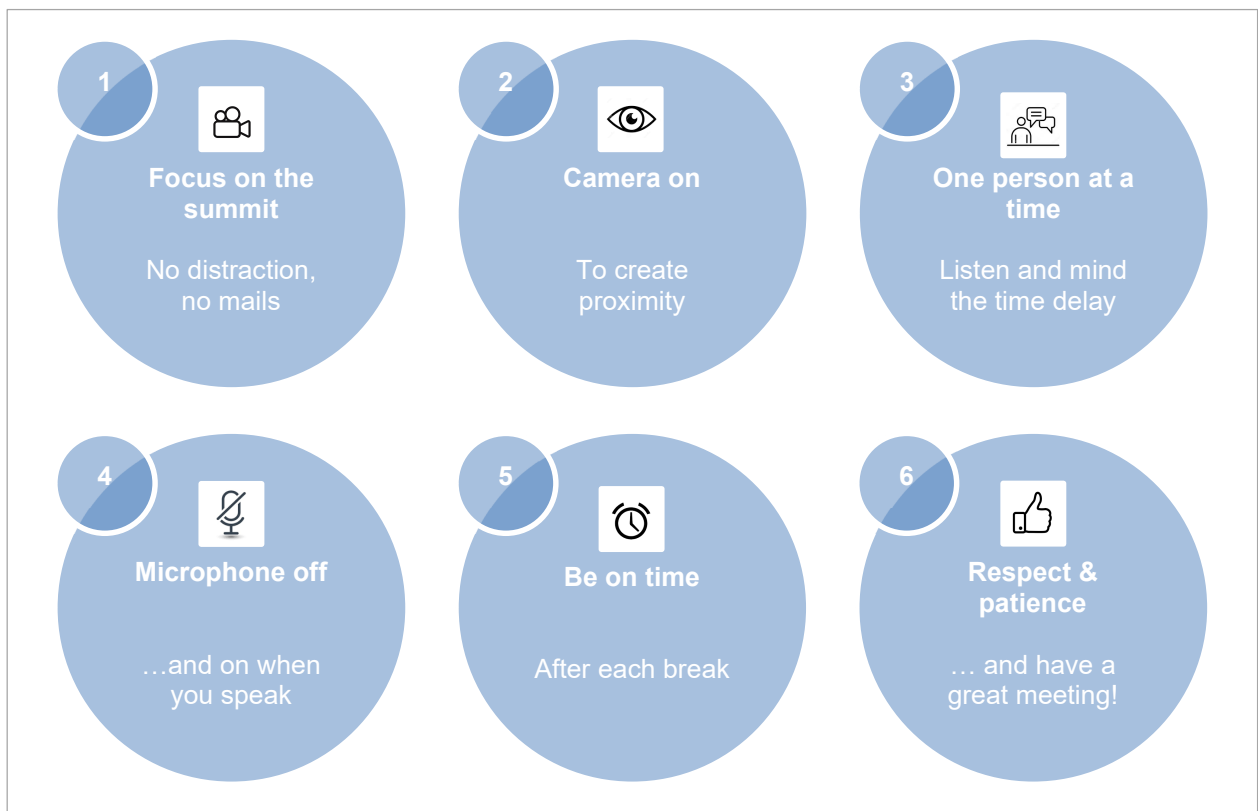 1
Focus on the
summit
No distraction,
no mails
2
Camera on
To create
proximity
3
One person at a
time
Listen and mind
the time delay
4
Microphone off
…and on when
you speak
5
Be on time
After each break
6
Respect &
patience
… and have a
great meeting!